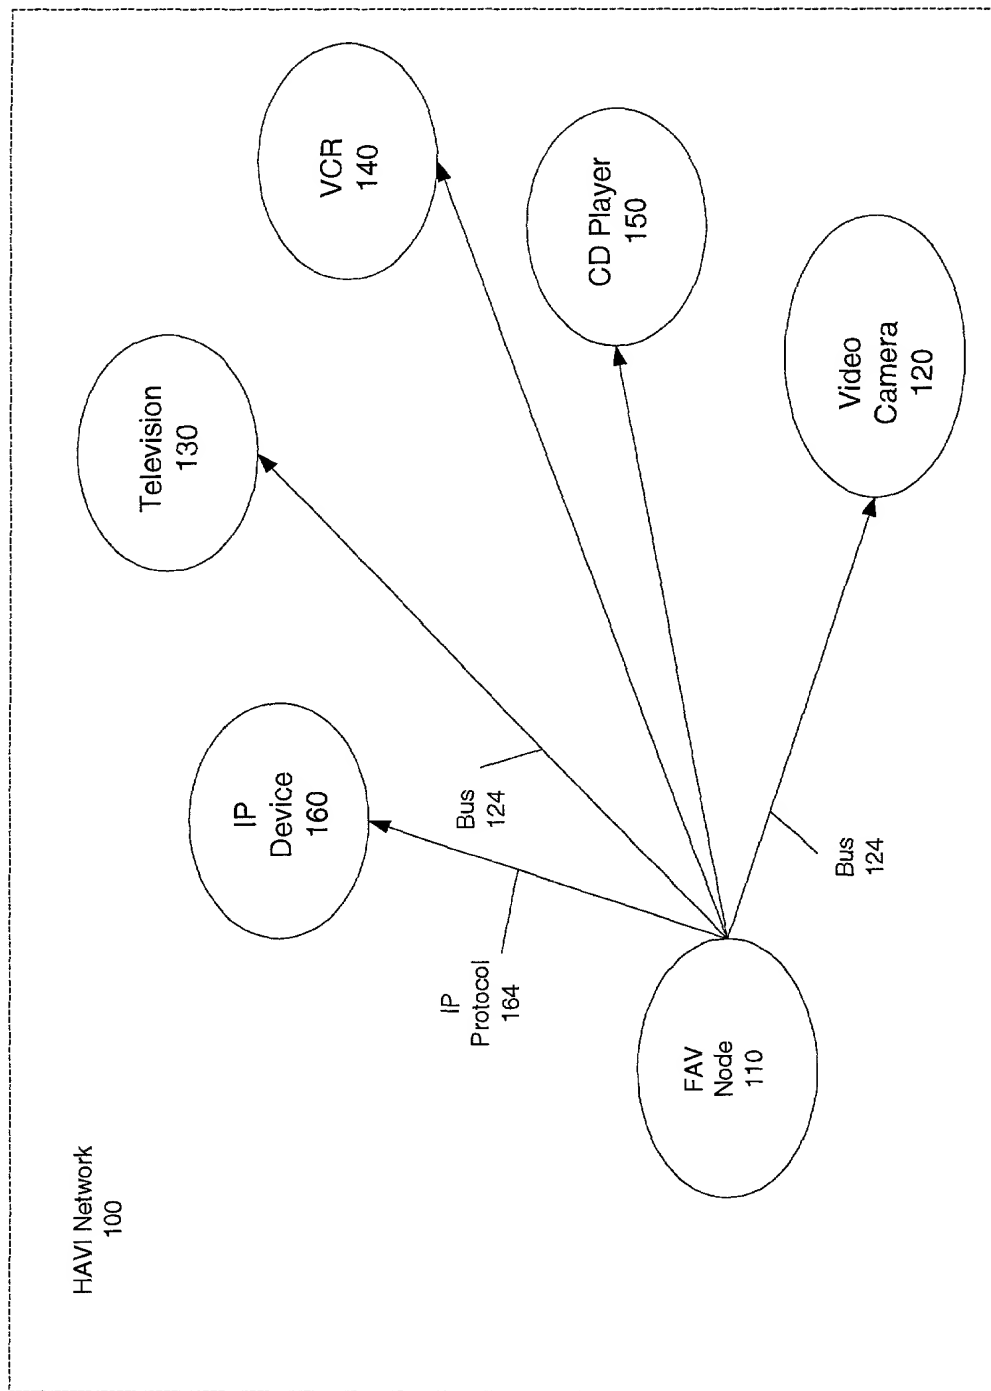 HAVI Network
100
IP
Device
160
Television
130
VCR
140
IP
Protocol
164
Bus
124
CD Player
150
FAV
Node
110
Bus
124
Video
Camera
120